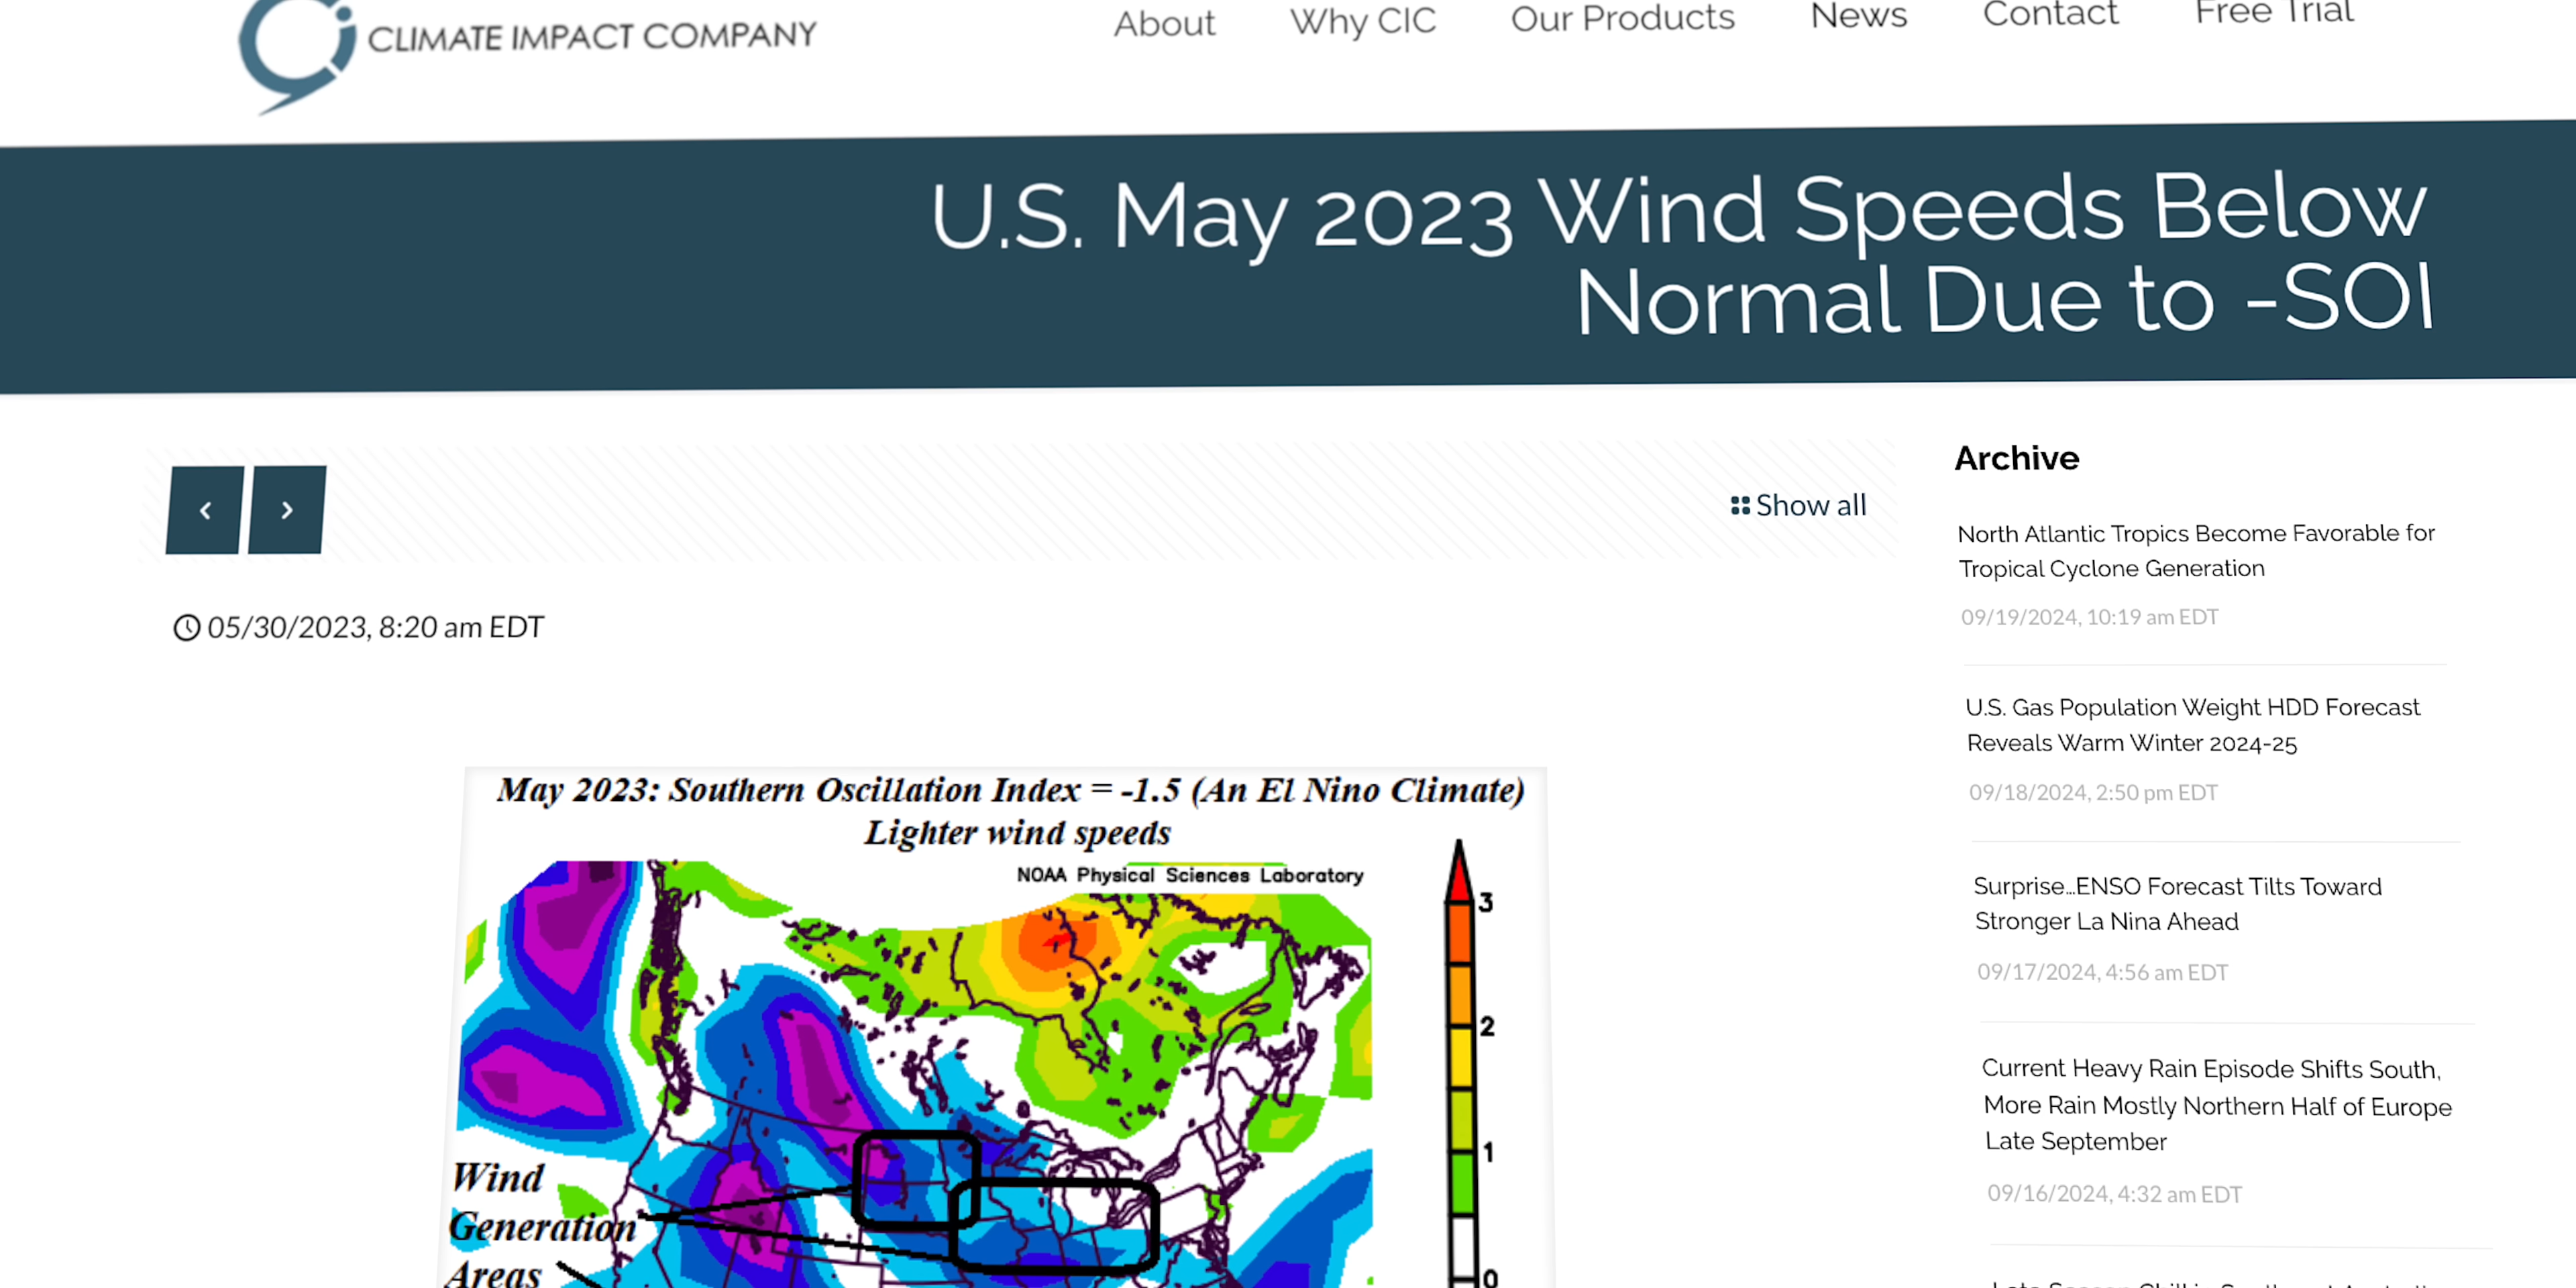 CLIMATE IMPACT COMPANY
About Why CIC Our Products News Contact Free Trial
U.S. May 2023 Wind Speeds Below
Normal Due to -SOI
Show all
05/30/2023, 8:20 am EDT
May 2023: Southern Oscillation Index = -1.5 (An El Nino Climate)
Lighter wind speeds
NOAA Physical Sciences Laboratory
3
2
1
0
Wind
Generation
Areas
Archive
North Atlantic Tropics Become Favorable for
Tropical Cyclone Generation
09/19/2024, 10:19 am EDT
U.S. Gas Population Weight HDD Forecast
Reveals Warm Winter 2024-25
09/18/2024, 2:50 pm EDT
Surprise…ENSO Forecast Tilts Toward
Stronger La Nina Ahead
09/17/2024, 4:56 am EDT
Current Heavy Rain Episode Shifts South,
More Rain Mostly Northern Half of Europe
Late September
09/16/2024, 4:32 am EDT